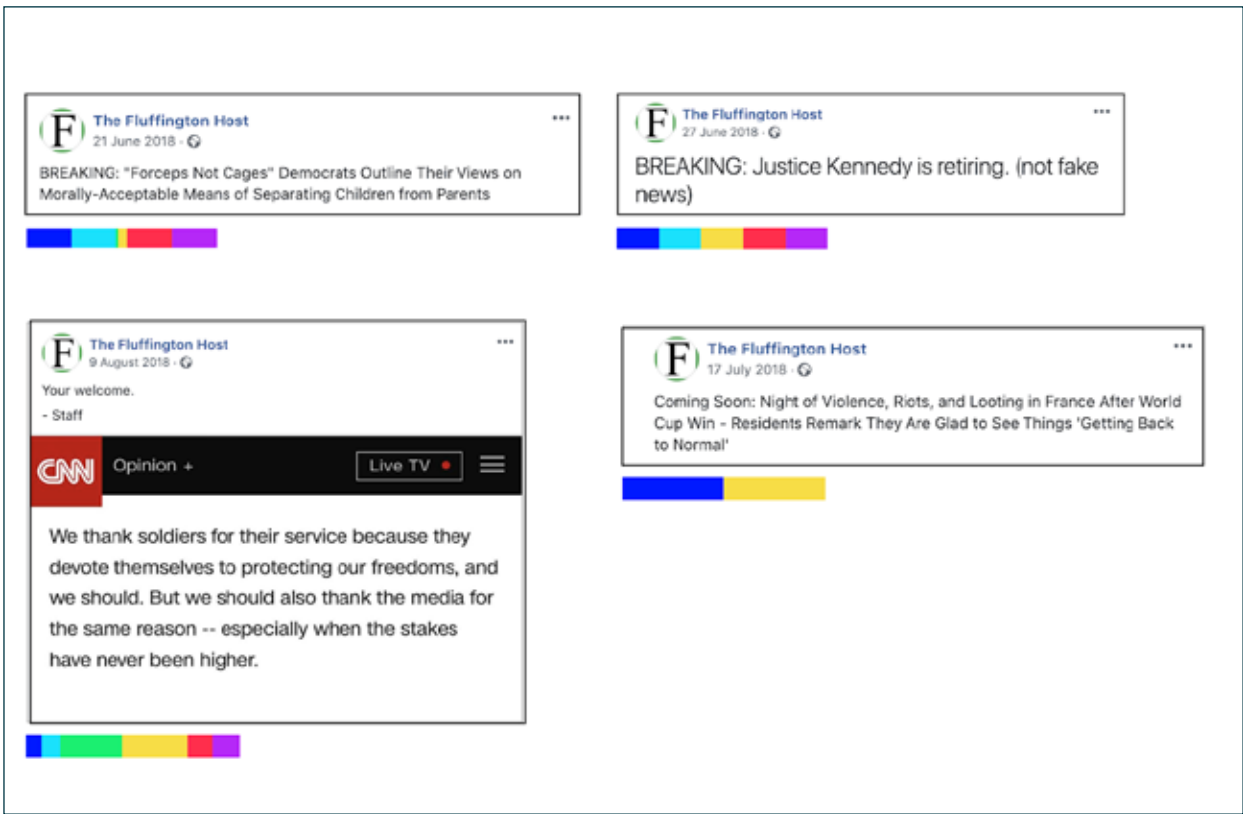 The Fluffington Host
21 June 2018
BREAKING: "Forceps Not Cages" Democrats Outline Their Views on
Morally-Acceptable Means of Separating Children from Parents
The Fluffington Host
27 June 2018
BREAKING: Justice Kennedy is retiring. (not fake
news)
The Fluffington Host
9 August 2018
Your welcome.
- Staff
CNN Opinion + Live TV
We thank soldiers for their service because they
devote themselves to protecting our freedoms, and
we should. But we should also thank the media for
the same reason -- especially when the stakes
have never been higher.
The Fluffington Host
17 July 2018
Coming Soon: Night of Violence, Riots, and Looting in France After World
Cup Win - Residents Remark They Are Glad to See Things 'Getting Back
to Normal'